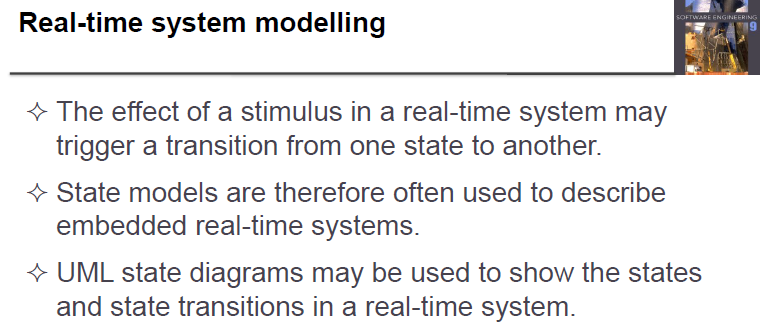 Real-time system modelling
SOFTWARE ENGINEERING
9
✧ The effect of a stimulus in a real-time system may
trigger a transition from one state to another.
✧ State models are therefore often used to describe
embedded real-time systems.
✧ UML state diagrams may be used to show the states
and state transitions in a real-time system.